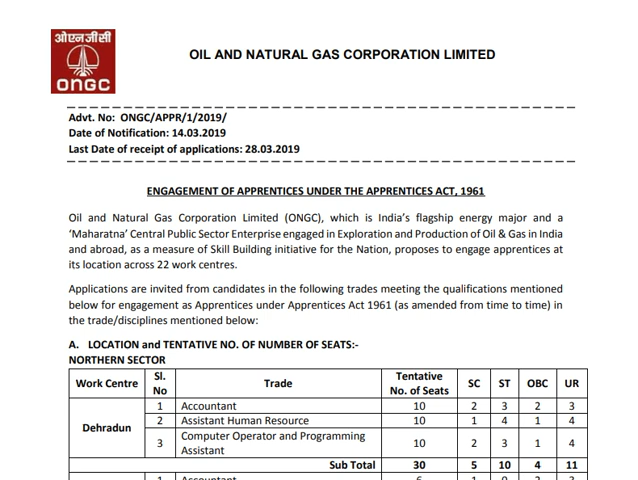 ओएनजीसी
ONGC
OIL AND NATURAL GAS CORPORATION LIMITED
Advt. No: ONGC/APPR/1/2019/
Date of Notification: 14.03.2019
Last Date of receipt of applications: 28.03.2019
ENGAGEMENT OF APPRENTICES UNDER THE APPRENTICES ACT, 1961
Oil and Natural Gas Corporation Limited (ONGC), which is India's flagship energy major and a
'Maharatna' Central Public Sector Enterprise engaged in Exploration and Production of Oil & Gas in India
and abroad, as a measure of Skill Building initiative for the Nation, proposes to engage apprentices at
its location across 22 work centres.
Applications are invited from candidates in the following trades meeting the qualifications mentioned
below for engagement as Apprentices under Apprentices Act 1961 (as amended from time to time) in
the trade/disciplines mentioned below:
A. LOCATION and TENTATIVE NO. OF NUMBER OF SEATS:-
NORTHERN SECTOR
Work Centre Sl. No Trade Tentative No. of Seats SC ST OBC UR
Dehradun
1 Accountant 10 2 3 2 3
2 Assistant Human Resource 10 1 4 1 4
3 Computer Operator and Programming Assistant 10 2 3 1 4
Sub Total 30 5 10 4 11